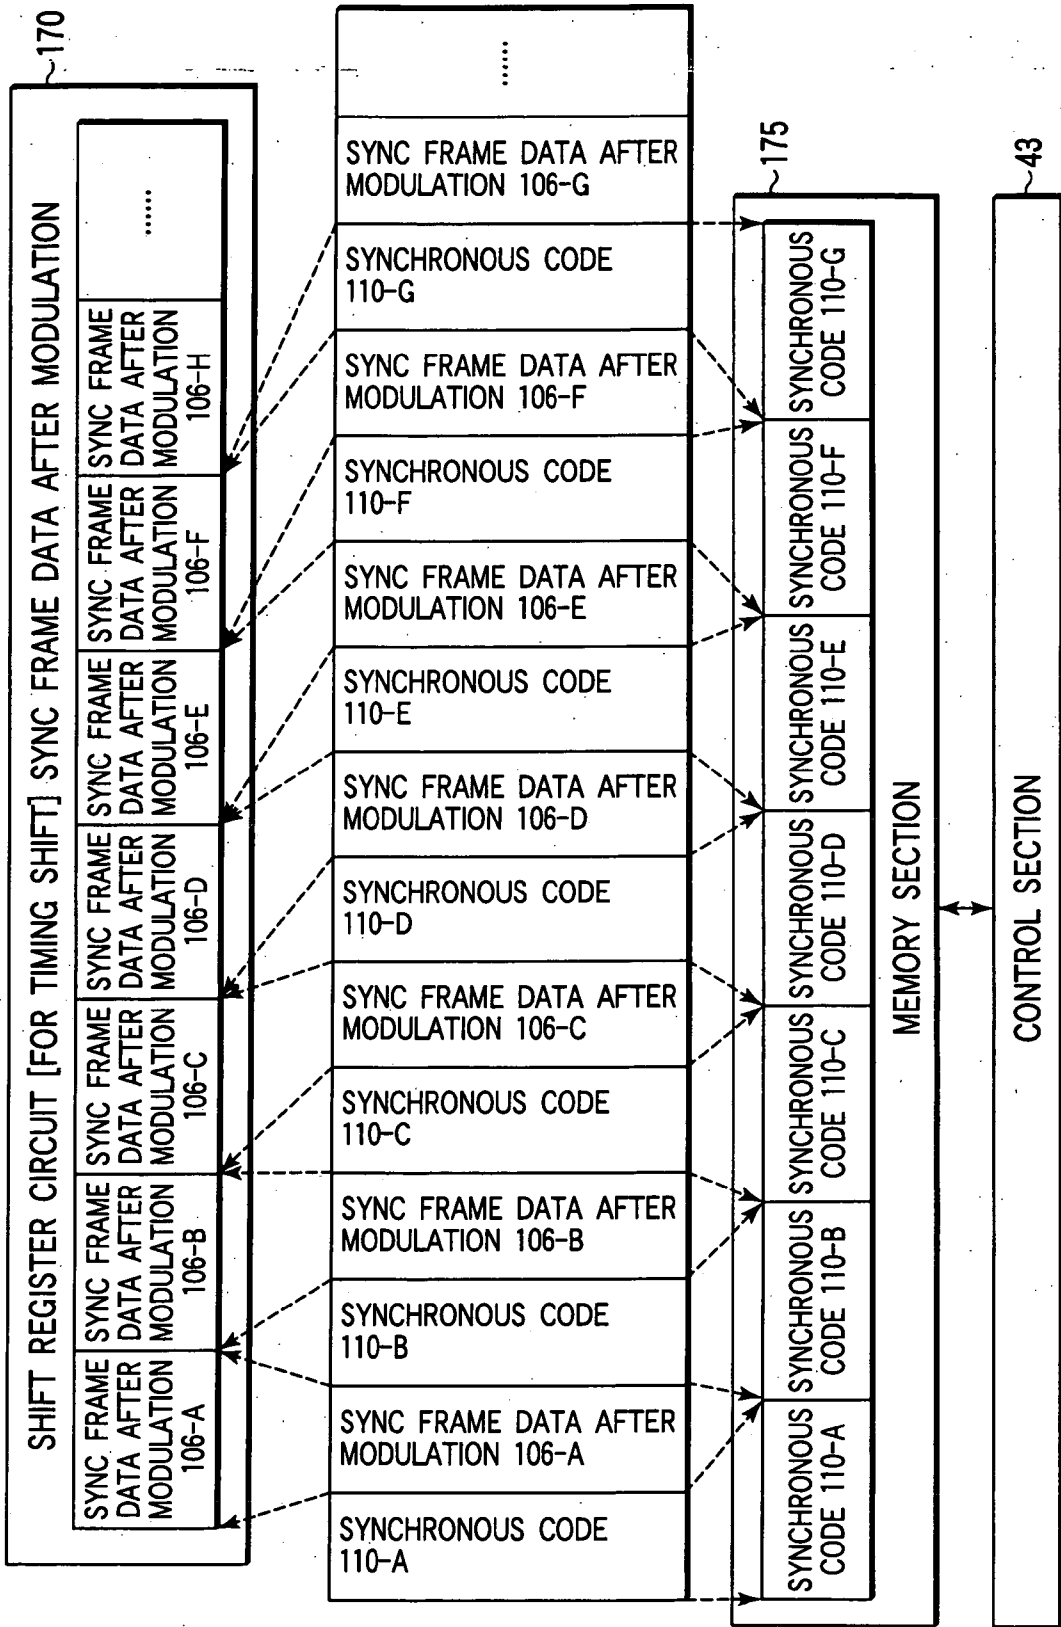 SHIFT REGISTER CIRCUIT [FOR TIMING SHIFT] SYNC FRAME DATA AFTER MODULATION
170
SYNC FRAME
DATA AFTER
MODULATION
106-A
SYNC FRAME
DATA AFTER
MODULATION
106-B
SYNC FRAME
DATA AFTER
MODULATION
106-C
SYNC FRAME
DATA AFTER
MODULATION
106-D
SYNC FRAME
DATA AFTER
MODULATION
106-E
SYNC FRAME
DATA AFTER
MODULATION
106-F
SYNC FRAME
DATA AFTER
MODULATION
106-H
......
SYNCHRONOUS CODE
110-A
SYNC FRAME DATA AFTER
MODULATION 106-A
SYNCHRONOUS CODE
110-B
SYNC FRAME DATA AFTER
MODULATION 106-B
SYNCHRONOUS CODE
110-C
SYNC FRAME DATA AFTER
MODULATION 106-C
SYNCHRONOUS CODE
110-D
SYNC FRAME DATA AFTER
MODULATION 106-D
SYNCHRONOUS CODE
110-E
SYNC FRAME DATA AFTER
MODULATION 106-E
SYNCHRONOUS CODE
110-F
SYNC FRAME DATA AFTER
MODULATION 106-F
SYNCHRONOUS CODE
110-G
SYNC FRAME DATA AFTER
MODULATION 106-G
......
175
SYNCHRONOUS
CODE 110-A
SYNCHRONOUS
CODE 110-B
SYNCHRONOUS
CODE 110-C
SYNCHRONOUS
CODE 110-D
SYNCHRONOUS
CODE 110-E
SYNCHRONOUS
CODE 110-F
SYNCHRONOUS
CODE 110-G
MEMORY SECTION
43
CONTROL SECTION